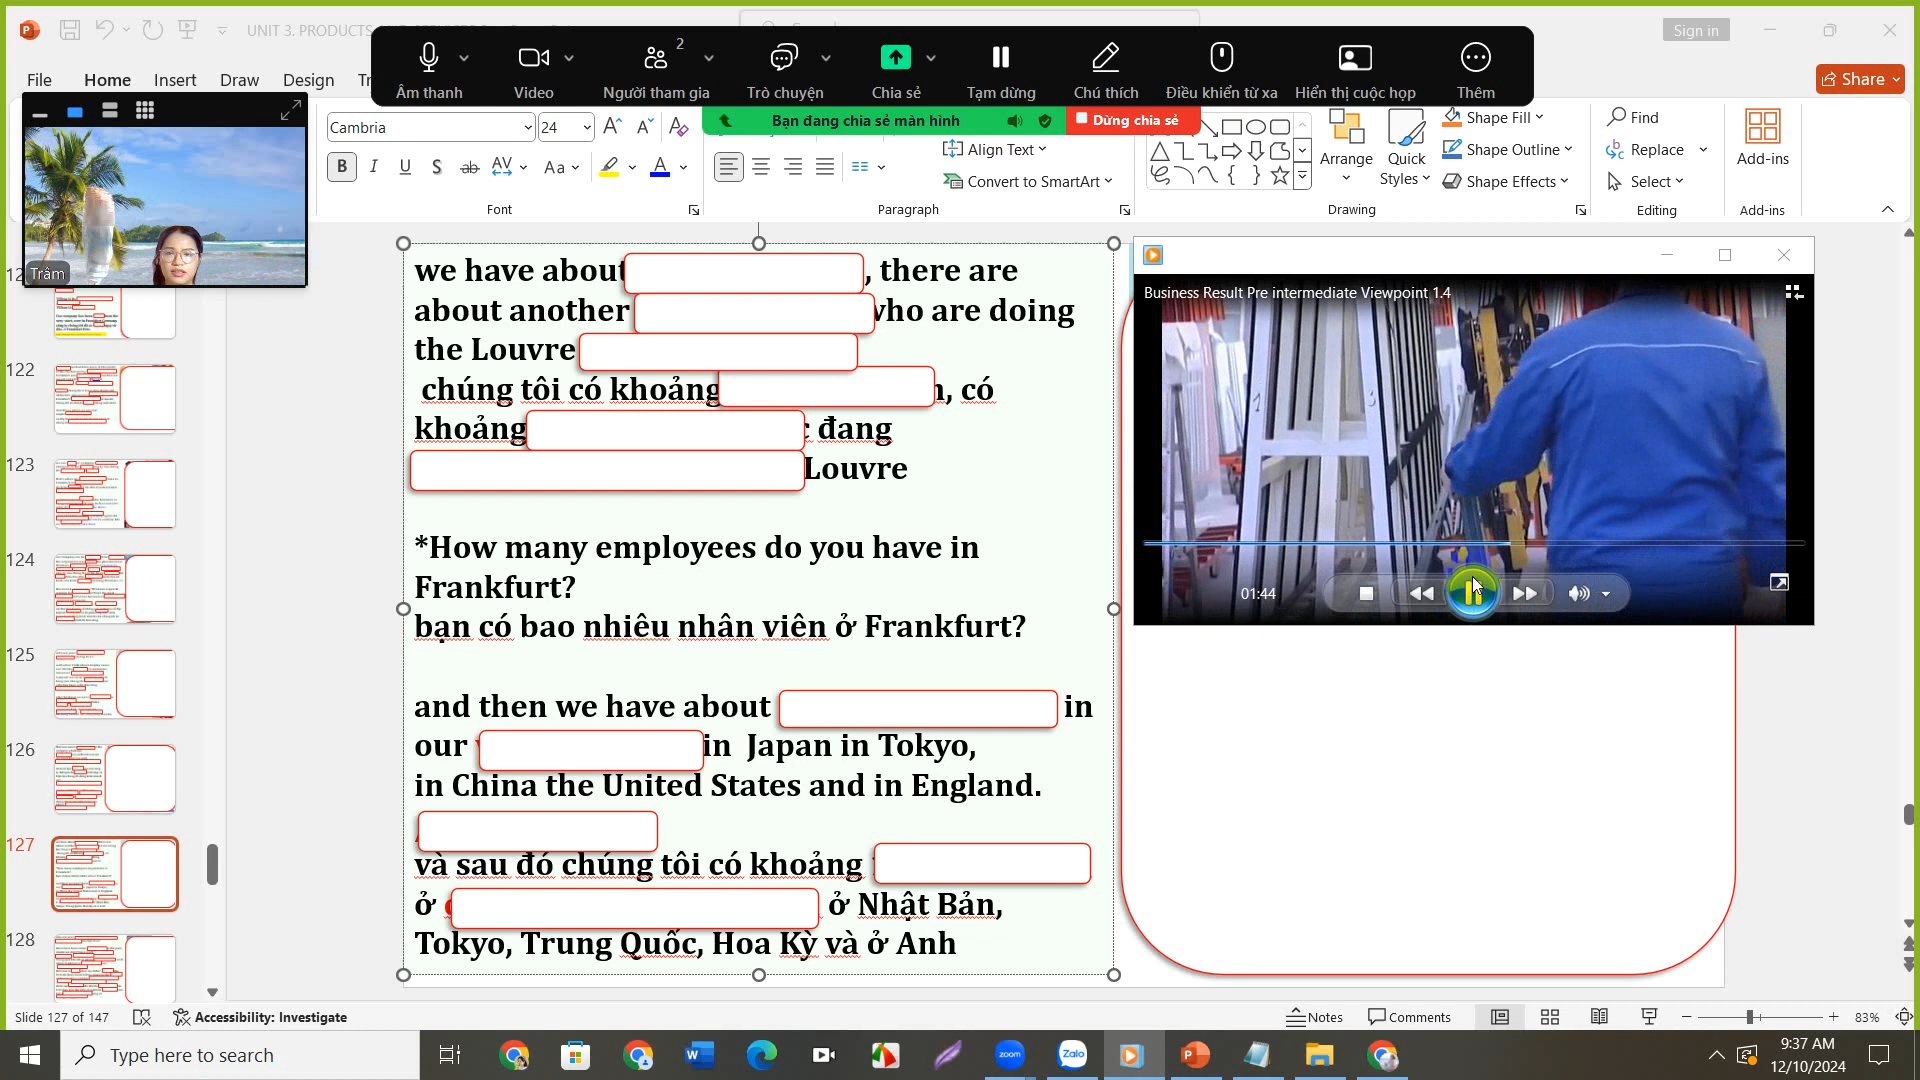 UNIT 3. PRODUCTS
Sign in
File
Home
Insert
Draw
Design
Share
Âm thanh
Video
2
Người tham gia
Trò chuyện
Chia sẻ
Tạm dừng
Chú thích
Điều khiển từ xa
Hiển thị cuộc họp
Thêm
Bạn đang chia sẻ màn hình
Dừng chia sẻ
Trâm
Cambria
24
Font
Align Text
Convert to SmartArt
Paragraph
Arrange
Quick Styles
Shape Fill
Shape Outline
Shape Effects
Drawing
Find
Replace
Select
Editing
Add-ins
Add-ins
122
123
124
125
126
127
128
we have about , there are
about another who are doing
the Louvre
chúng tôi có khoảng , có
khoảng đang
Louvre
*How many employees do you have in
Frankfurt?
bạn có bao nhiêu nhân viên ở Frankfurt?
and then we have about in
our in Japan in Tokyo,
in China the United States and in England.
và sau đó chúng tôi có khoảng
ở ở Nhật Bản,
Tokyo, Trung Quốc, Hoa Kỳ và ở Anh
Business Result Pre intermediate Viewpoint 1.4
01:44
Slide 127 of 147
Accessibility: Investigate
Notes
Comments
83%
Type here to search
zoom
Zalo
9:37 AM
12/10/2024